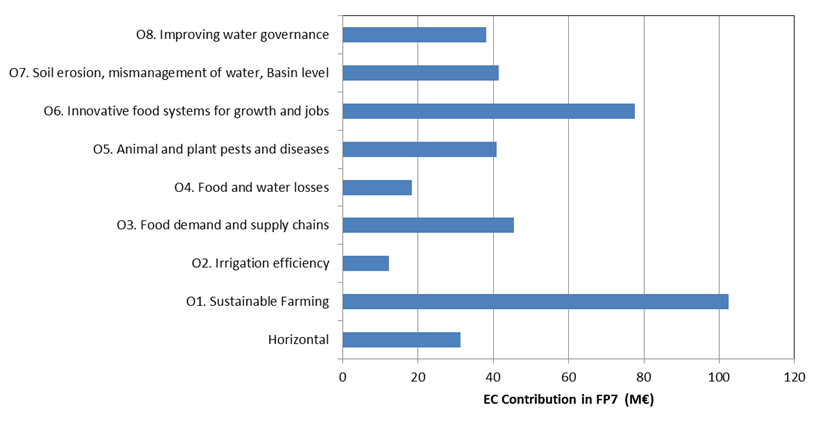 O8. Improving water governance
O7. Soil erosion, mismanagement of water, Basin level
O6. Innovative food systems for growth and jobs
O5. Animal and plant pests and diseases
O4. Food and water losses
O3. Food demand and supply chains
O2. Irrigation efficiency
O1. Sustainable Farming
Horizontal
0 20 40 60 80 100 120
EC Contribution in FP7 (M€)